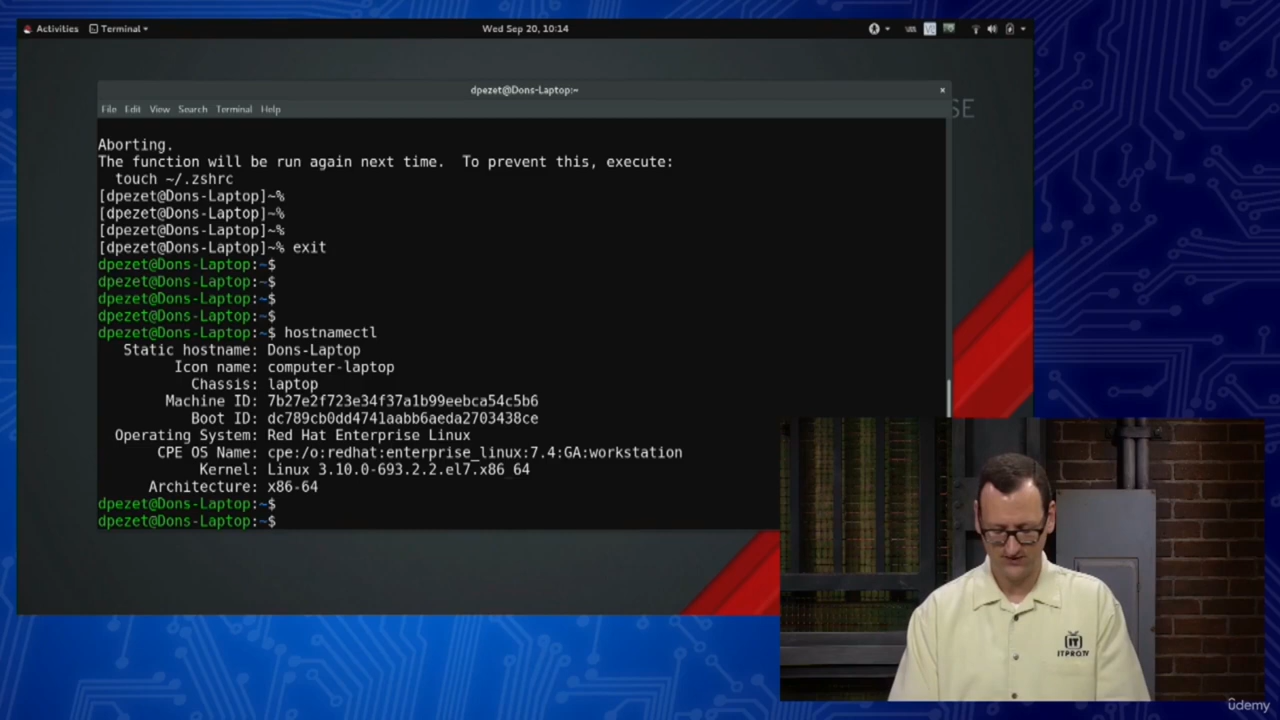 Activities Terminal Wed Sep 20, 10:14
dpezet@Dons-Laptop:~ ×
File Edit View Search Terminal Help
SE
Aborting.
The function will be run again next time.  To prevent this, execute:
  touch ~/.zshrc
[dpezet@Dons-Laptop]~%
[dpezet@Dons-Laptop]~%
[dpezet@Dons-Laptop]~%
[dpezet@Dons-Laptop]~% exit
dpezet@Dons-Laptop:~$
dpezet@Dons-Laptop:~$
dpezet@Dons-Laptop:~$
dpezet@Dons-Laptop:~$
dpezet@Dons-Laptop:~$ hostnamectl
   Static hostname: Dons-Laptop
         Icon name: computer-laptop
           Chassis: laptop
        Machine ID: 7b27e2f723e34f37a1b99eebca54c5b6
           Boot ID: dc789cb0dd4741aabb6aeda2703438ce
  Operating System: Red Hat Enterprise Linux
       CPE OS Name: cpe:/o:redhat:enterprise_linux:7.4:GA:workstation
            Kernel: Linux 3.10.0-693.2.2.el7.x86_64
      Architecture: x86-64
dpezet@Dons-Laptop:~$
dpezet@Dons-Laptop:~$
IT
ITPRO.TV
udemy